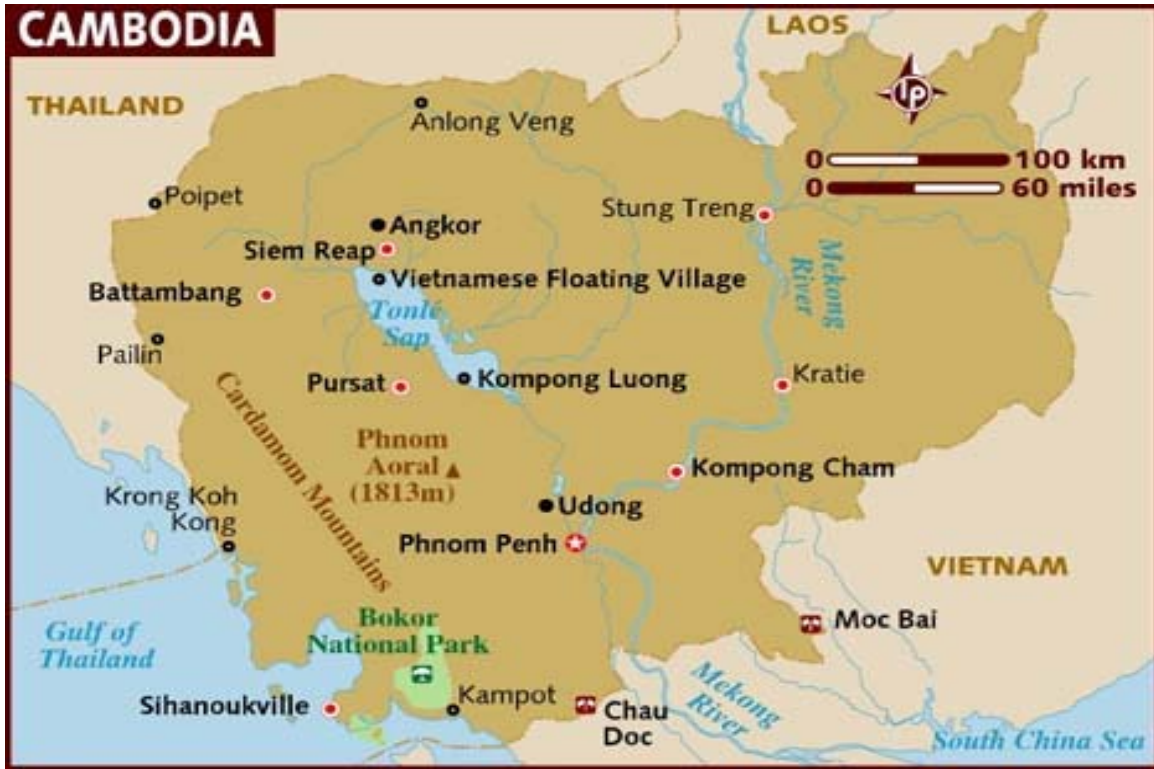 CAMBODIA
LAOS
THAILAND
lp
Anlong Veng
0 100 km
0 60 miles
Poipet
Stung Treng
Angkor
Siem Reap
Vietnamese Floating Village
Battambang
Mekong
River
Tonlé
Sap
Pailin
Pursat
Kompong Luong
Kratie
Cardamom Mountains
Phnom
Aoral
(1813m)
Kompong Cham
Krong Koh
Kong
Udong
Phnom Penh
VIETNAM
Bokor
National Park
Moc Bai
Gulf of
Thailand
Sihanoukville
Kampot
Chau
Doc
Mekong
River
South China Sea